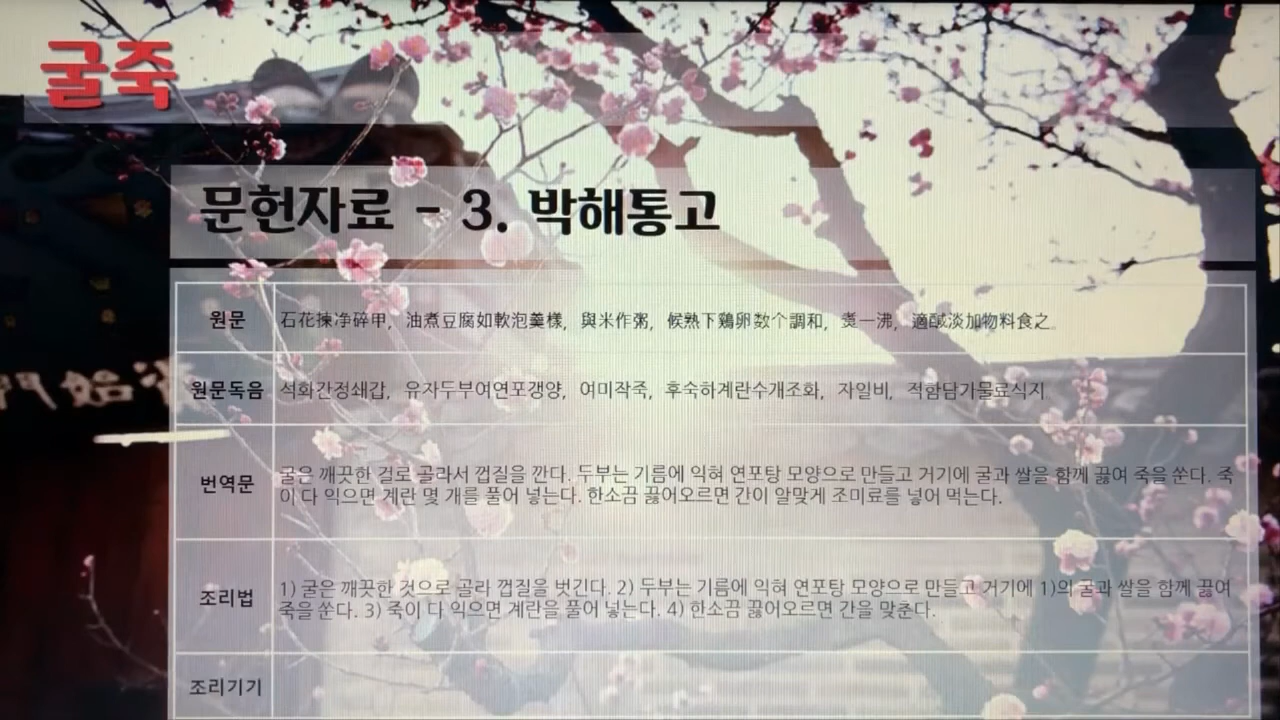 굴죽
문헌자료 - 3. 박해통고
원문
石花揀净碎甲, 油煮豆腐如軟泡羹樣, 與米作粥, 候熟下鷄卵数个調和, 煑一沸, 適醎淡加物料食之.
원문독음
석화간정쇄갑, 유자두부여연포갱양, 여미작죽, 후숙하계란수개조화, 자일비, 적함담가물료식지
번역문
굴은 깨끗한 걸로 골라서 껍질을 깐다. 두부는 기름에 익혀 연포탕 모양으로 만들고 거기에 굴과 쌀을 함께 끓여 죽을 쑨다. 죽
이 다 익으면 계란 몇 개를 풀어 넣는다. 한소끔 끓어오르면 간이 알맞게 조미료를 넣어 먹는다.
조리법
1) 굴은 깨끗한 것으로 골라 껍질을 벗긴다. 2) 두부는 기름에 익혀 연포탕 모양으로 만들고 거기에 1)의 굴과 쌀을 함께 끓여
죽을 쑨다. 3) 죽이 다 익으면 계란을 풀어 넣는다. 4) 한소끔 끓어오르면 간을 맞춘다.
조리기기
門始